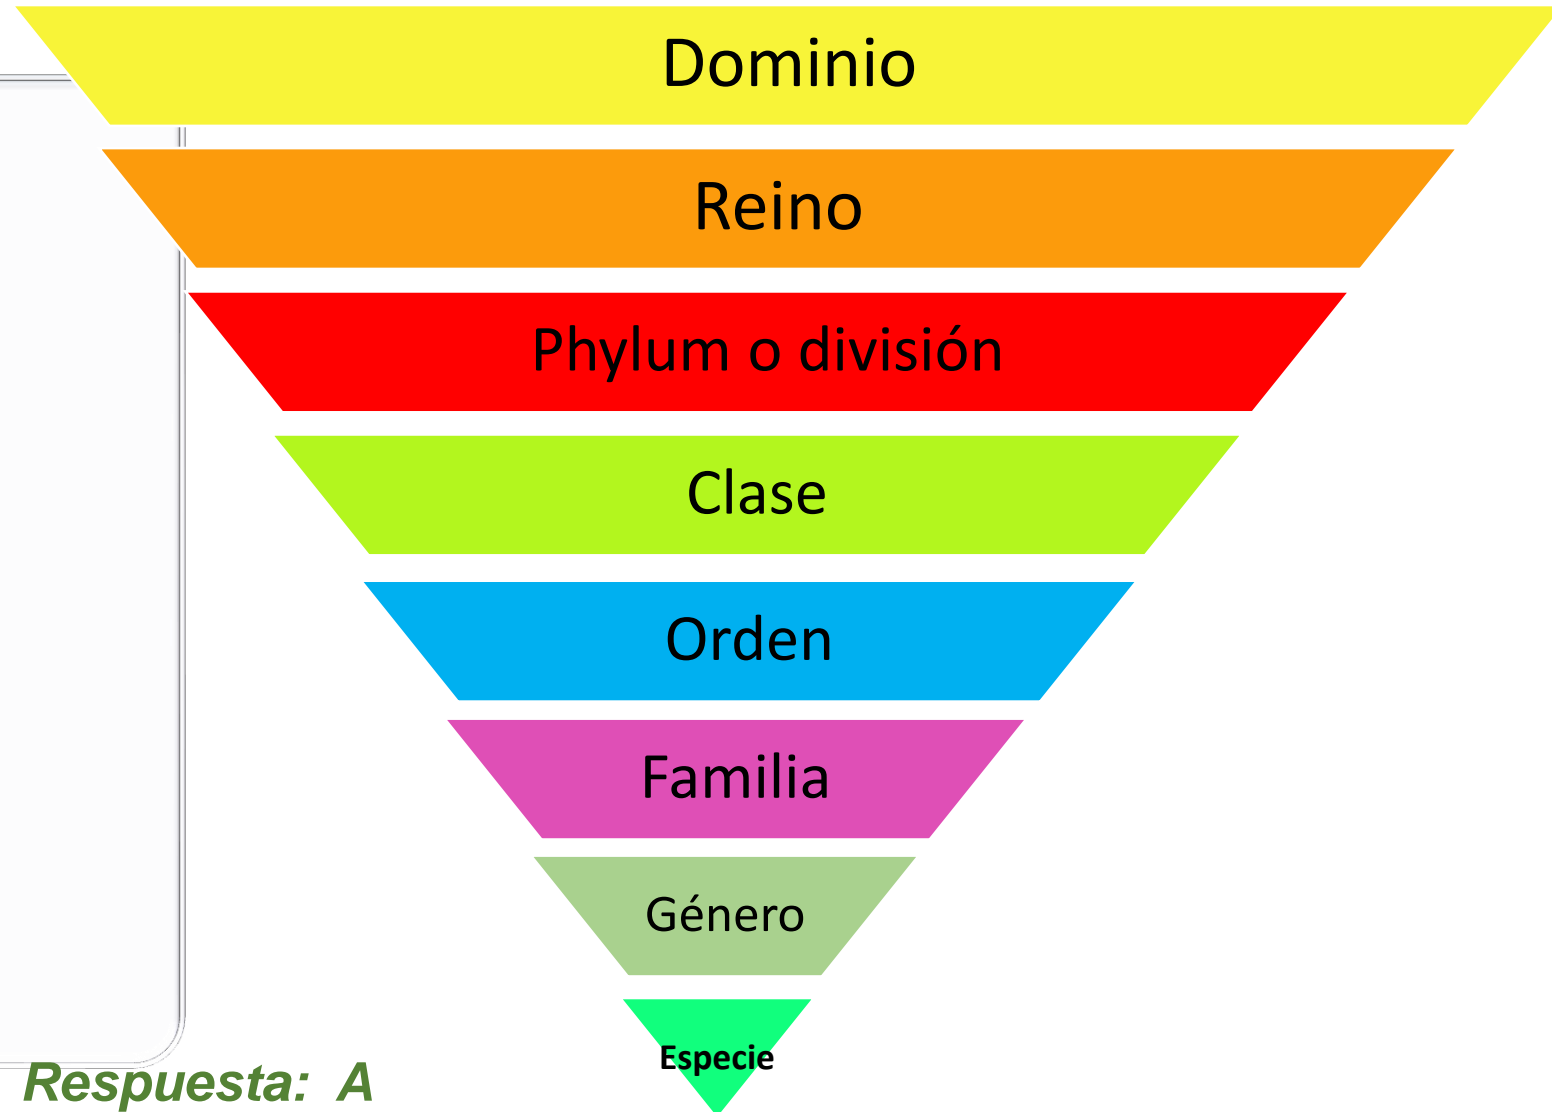 Dominio
Reino
Phylum o división
Clase
Orden
Familia
Género
Especie
Respuesta: A